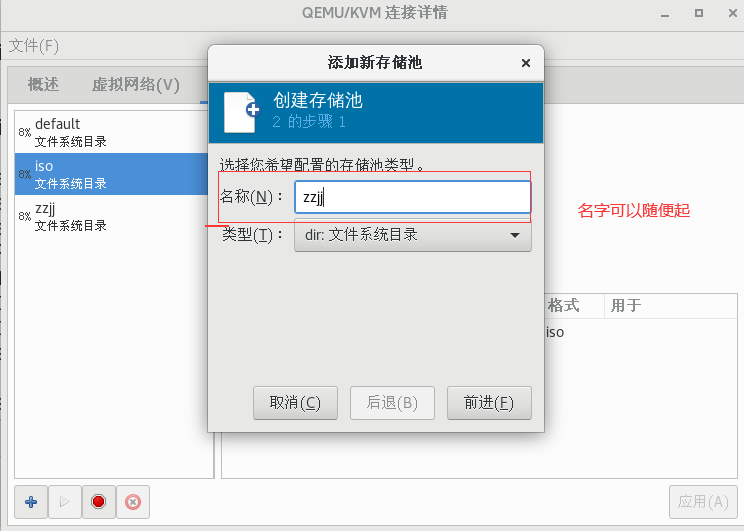 QEMU/KVM 连接详情
文件(F)
概述 虚拟网络(V)
添加新存储池
创建存储池
2 的步骤 1
8% default
文件系统目录
8% iso
文件系统目录
8% zzjj
文件系统目录
选择您希望配置的存储池类型。
名称(N)： zzjj
类型(T)： dir: 文件系统目录
名字可以随便起
格式 用于
iso
取消(C) 后退(B) 前进(F)
应用(A)